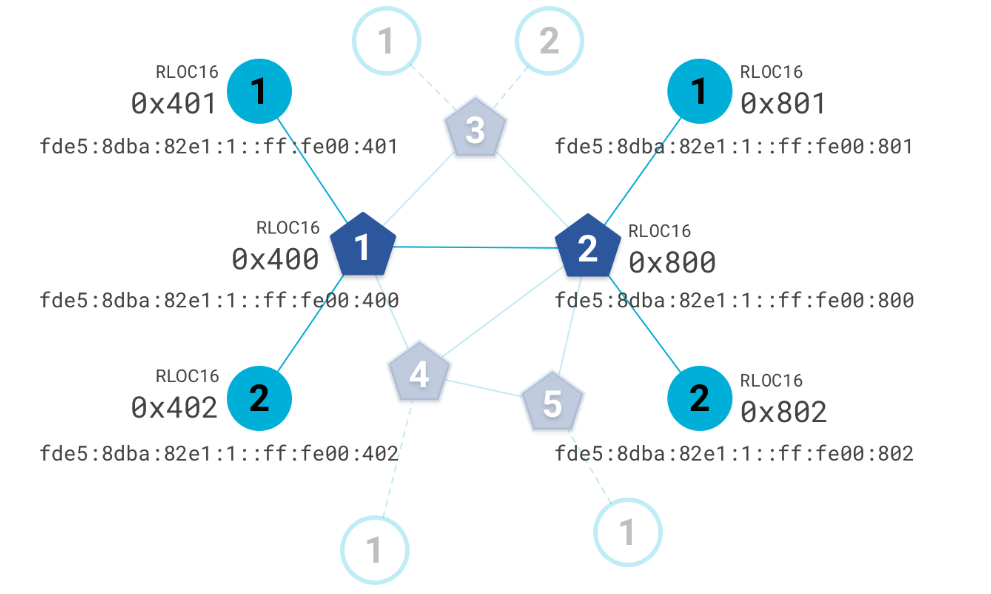 1
2
RLOC16
0x401
1
fde5:8dba:82e1:1::ff:fe00:401
3
1
RLOC16
0x801
fde5:8dba:82e1:1::ff:fe00:801
RLOC16
0x400
1
fde5:8dba:82e1:1::ff:fe00:400
2
RLOC16
0x800
fde5:8dba:82e1:1::ff:fe00:800
4
5
RLOC16
0x402
2
fde5:8dba:82e1:1::ff:fe00:402
2
RLOC16
0x802
fde5:8dba:82e1:1::ff:fe00:802
1
1